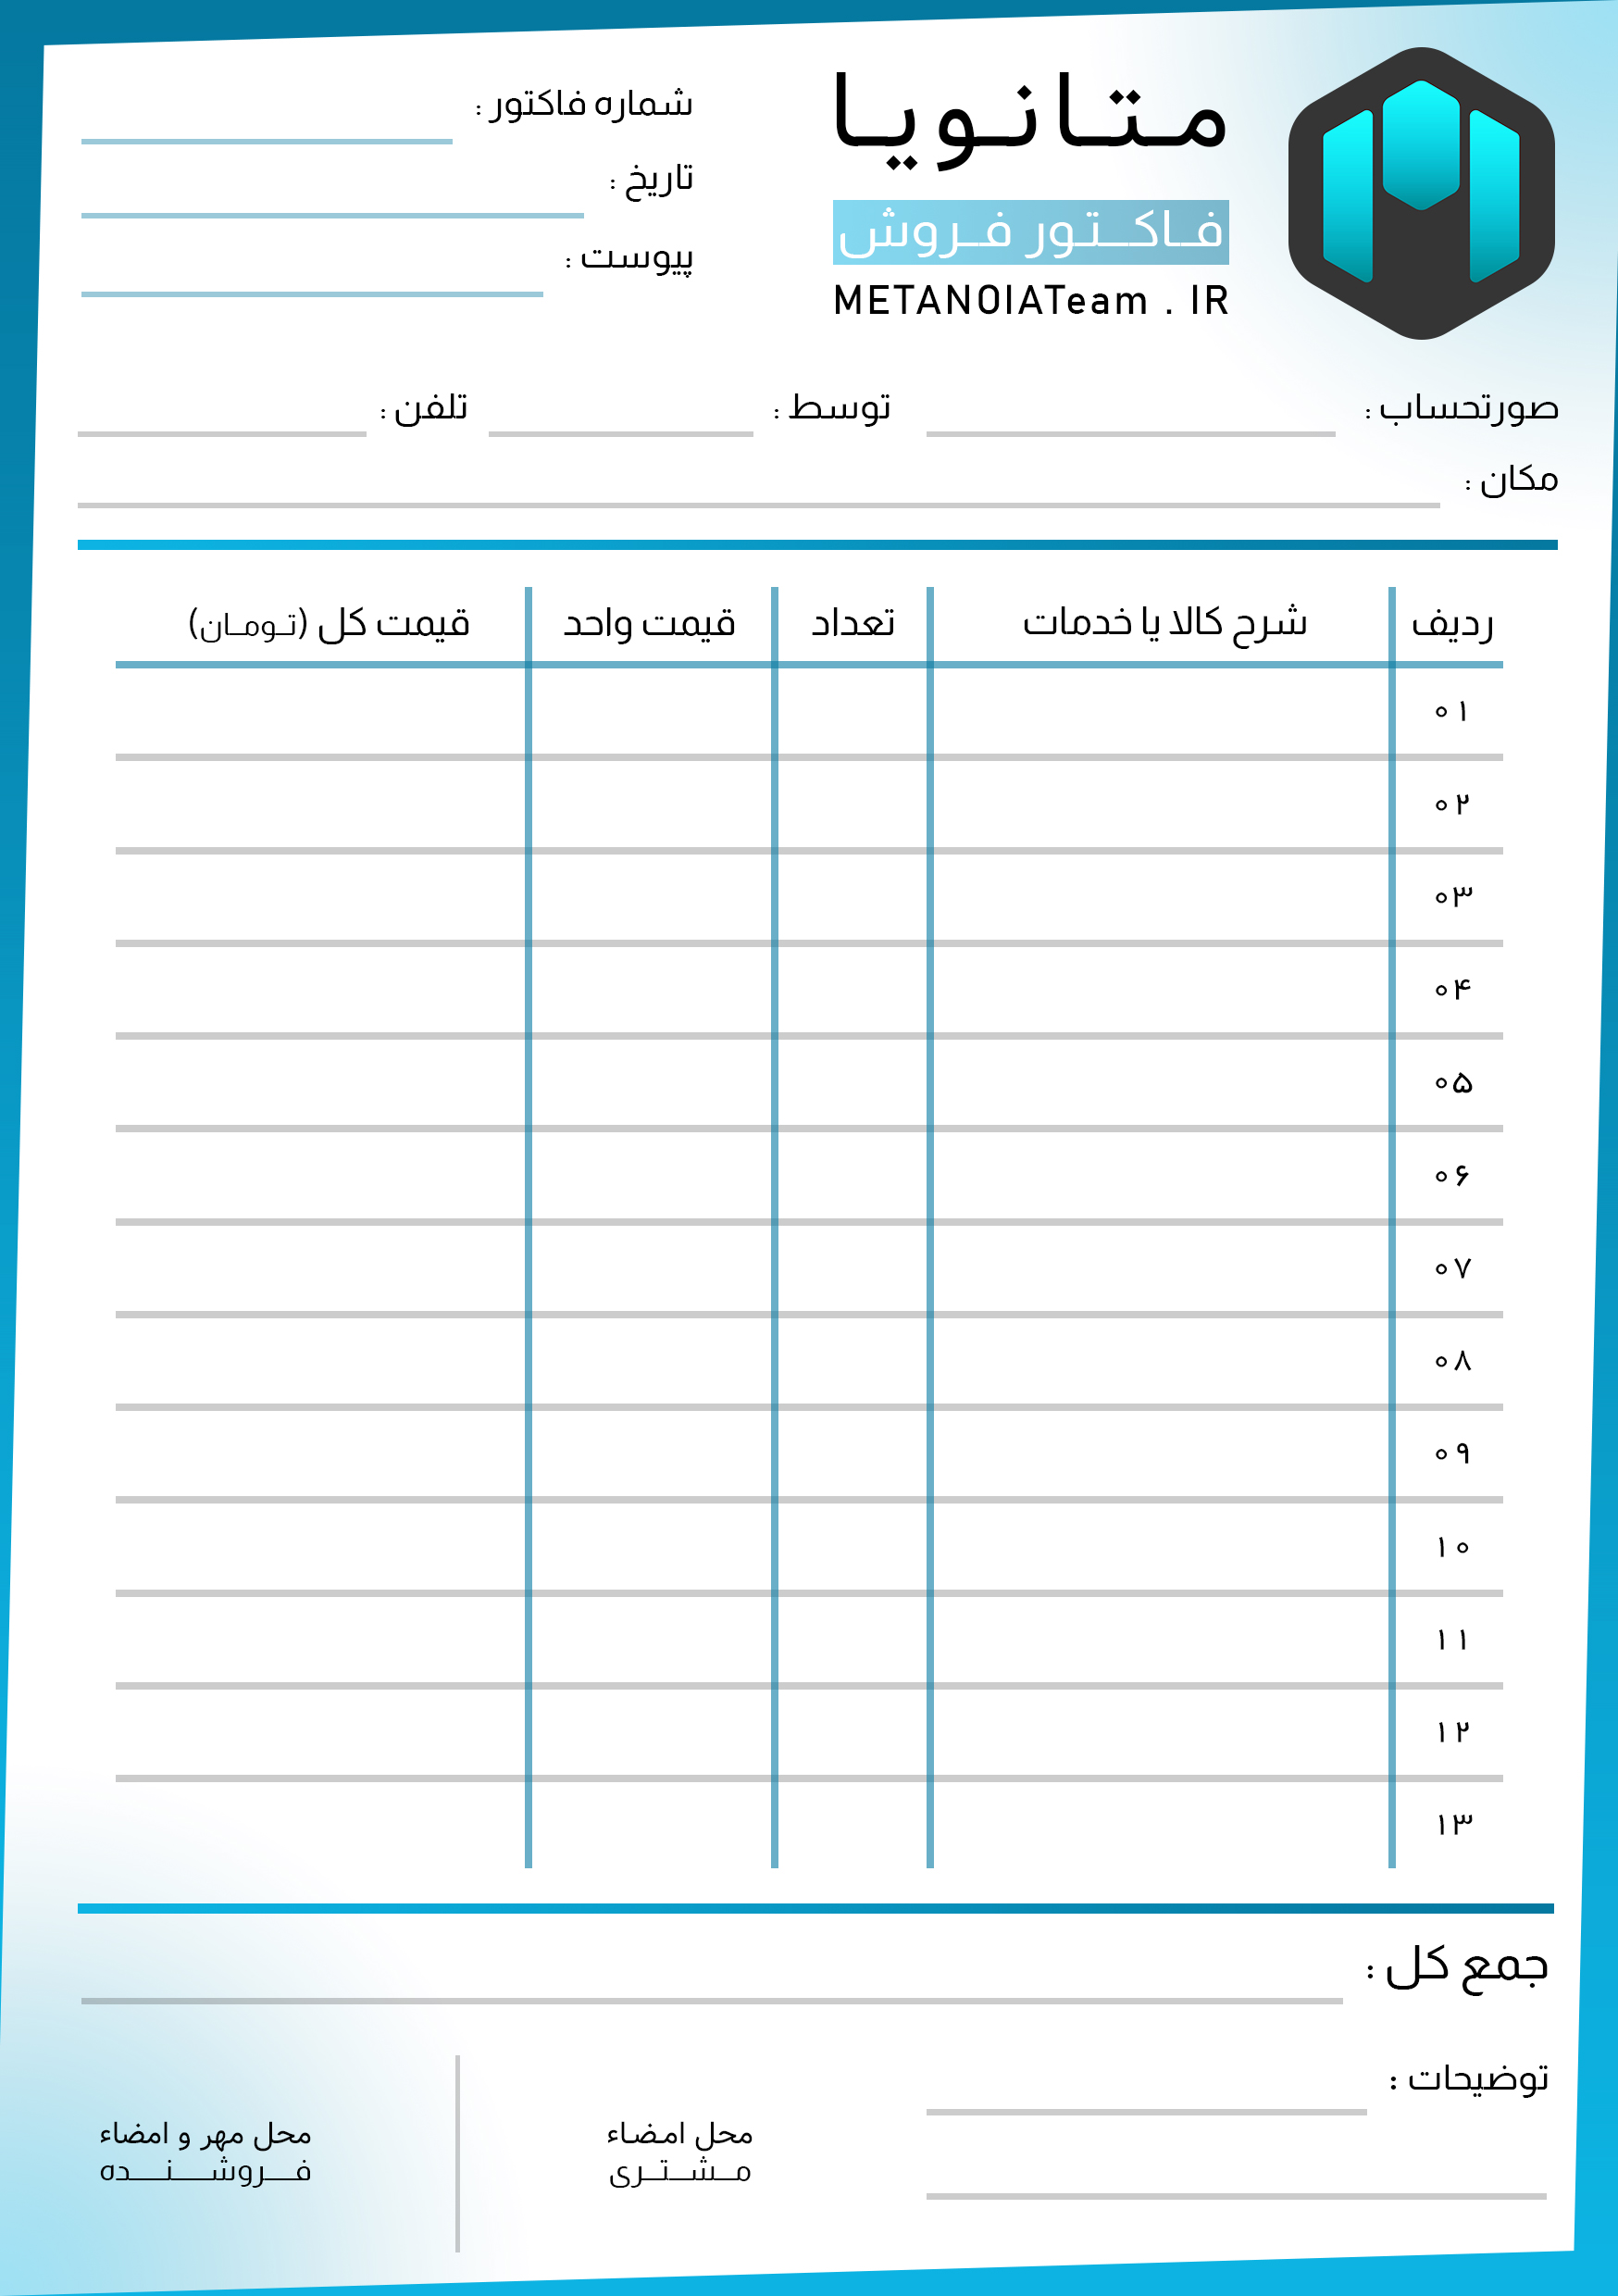 متانویا
فاکتور فروش
METANOIATeam . IR
شماره فاکتور :
تاریخ :
پیوست :
صورتحساب : توسط : تلفن :
مکان :
ردیف شرح کالا یا خدمات تعداد قیمت واحد قیمت کل (تومان)
۰۱
۰۲
۰۳
۰۴
۰۵
۰۶
۰۷
۰۸
۰۹
۱۰
۱۱
۱۲
۱۳
جمع کل :
توضیحات :
محل امضاء
مشتری
محل مهر و امضاء
فروشنده